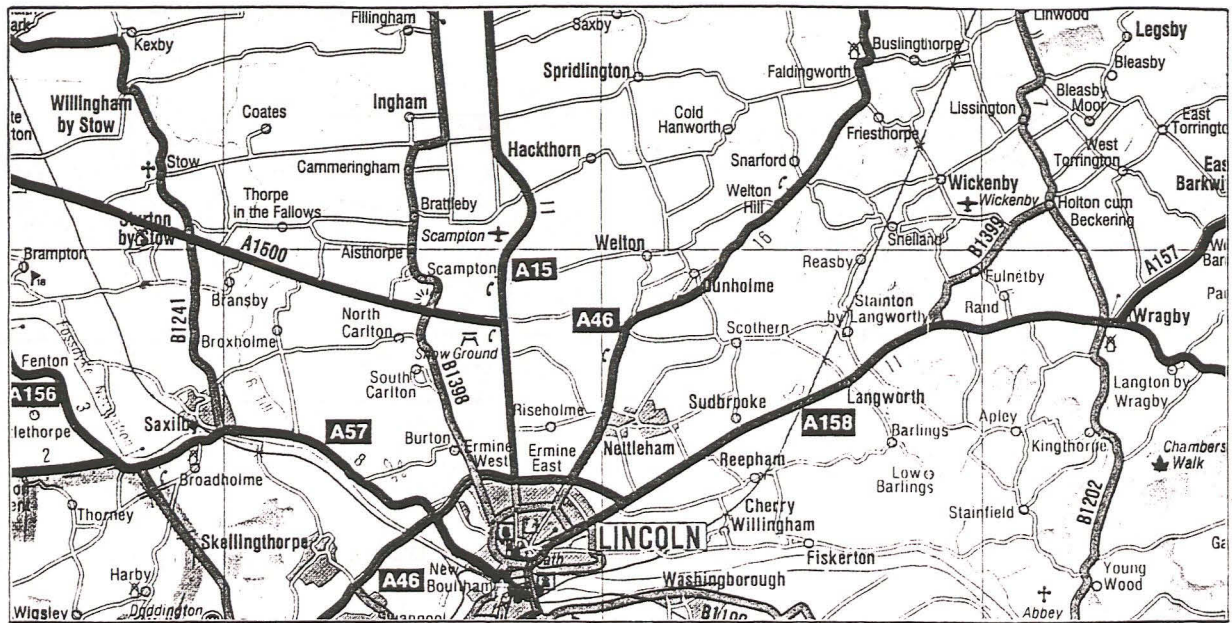 Kexby
Fillingham
Saxby
Linwood
Legsby
Buslingthorpe
Bleasby
Spridlington
Faldingworth
Willingham
by Stow
Coates
Ingham
Cold
Hanworth
Friesthorpe
Lissington
7
Bleasby
Moor
East
Torrington
Stow
Cammeringham
Hackthorn
Snarford
West
Torrington
Wickenby
Thorpe
in the Fallows
Brattleby
Welton
Hill
Wickenby
Holton cum
Beckering
Sturton
by Stow
Scampton
A1500
Aisthorpe
Welton
16
Snelland
B1399
Brampton
18
Scampton
A15
Reasby
Fulnetby
A157
Bransby
Dunholme
Stainton
by Langworth
Rand
B1241
North
Carlton
A46
Scothern
Wragby
Broxholme
Show Ground
Fenton
South
Carlton
B1398
11
Langton by
Wragby
A156
3
Saxilby
Riseholme
Sudbrooke
A158
Langworth
A57
Burton
Ermine
West
Ermine
East
Nettleham
Apley
Kingthorpe
2
8
Barlings
Chambers
Walk
Broadholme
Reepham
Low
Barlings
Thorney
Cherry
Willingham
Stainfield
B1202
Skellingthorpe
LINCOLN
Fiskerton
Harby
A46
New
Boultham
Washingborough
Young
Wood
Wigsley
Doddington
Abbey